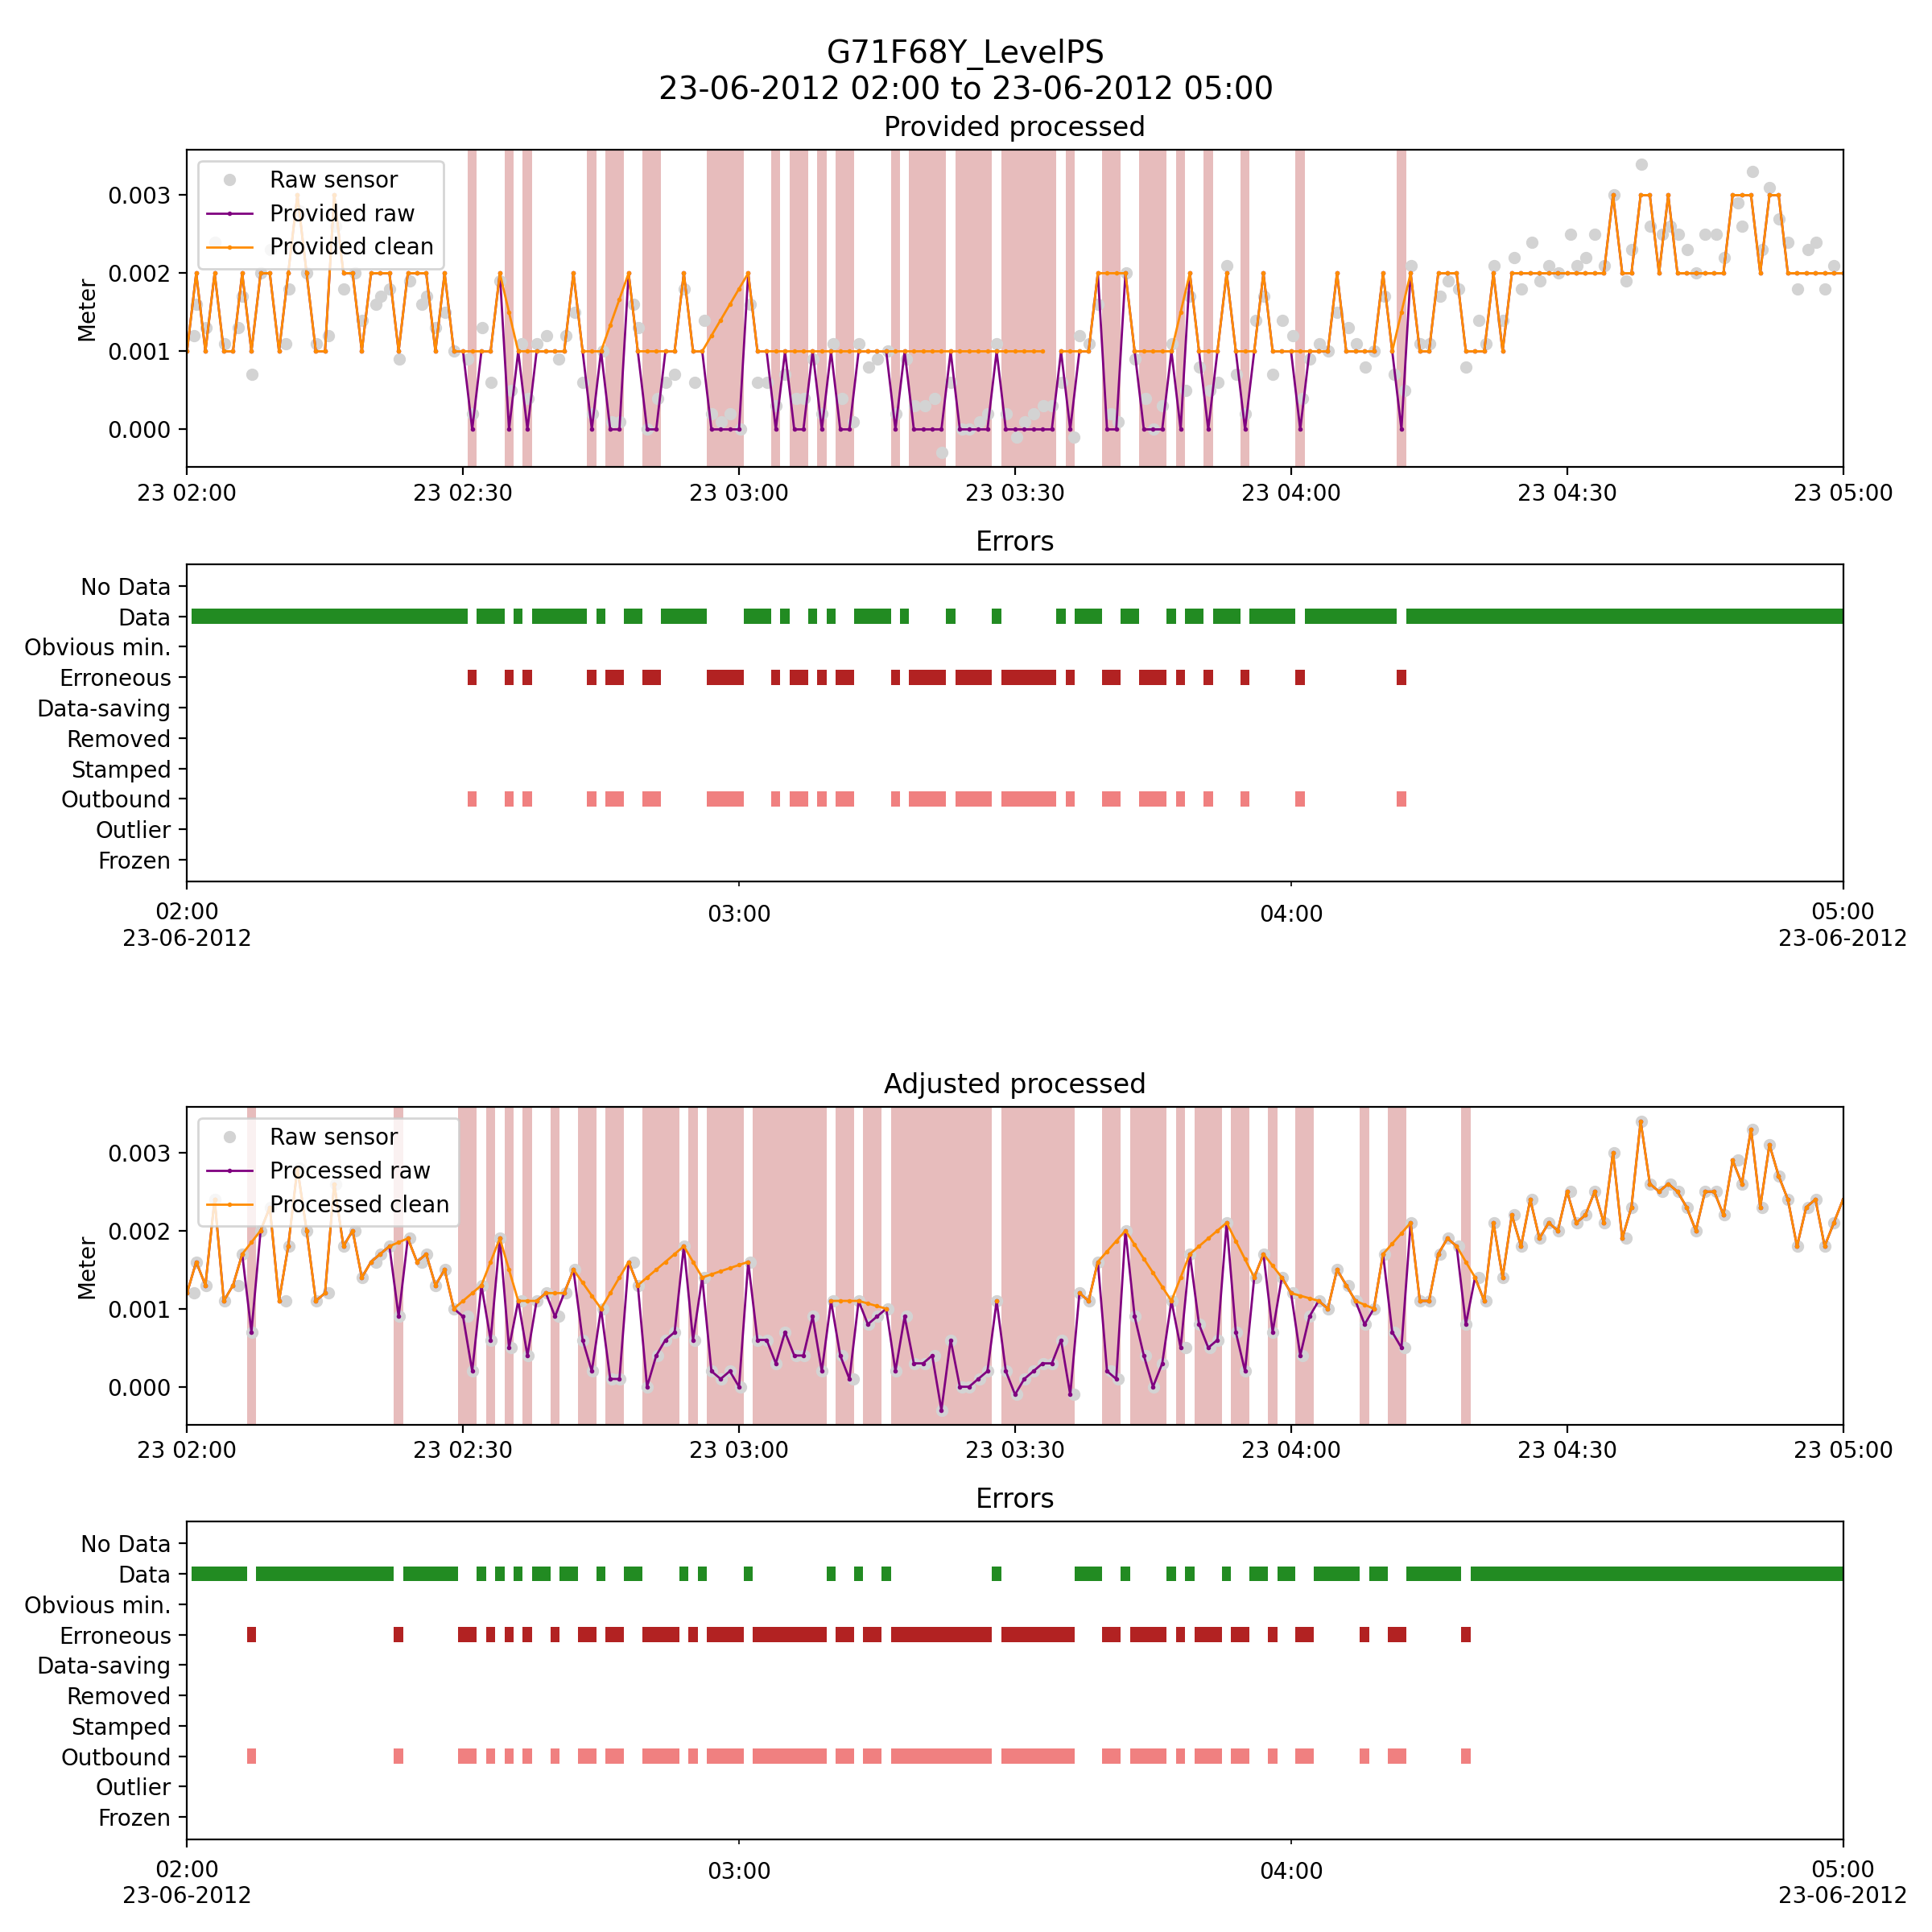 G71F68Y_LevelPS
23-06-2012 02:00 to 23-06-2012 05:00
Provided processed
Raw sensor
Provided raw
Provided clean
Meter
0.003
0.002
0.001
0.000
23 02:00 23 02:30 23 03:00 23 03:30 23 04:00 23 04:30 23 05:00
Errors
No Data
Data
Obvious min.
Erroneous
Data-saving
Removed
Stamped
Outbound
Outlier
Frozen
02:00 03:00 04:00 05:00
23-06-2012 23-06-2012
Adjusted processed
Raw sensor
Processed raw
Processed clean
Meter
0.003
0.002
0.001
0.000
23 02:00 23 02:30 23 03:00 23 03:30 23 04:00 23 04:30 23 05:00
Errors
No Data
Data
Obvious min.
Erroneous
Data-saving
Removed
Stamped
Outbound
Outlier
Frozen
02:00 03:00 04:00 05:00
23-06-2012 23-06-2012